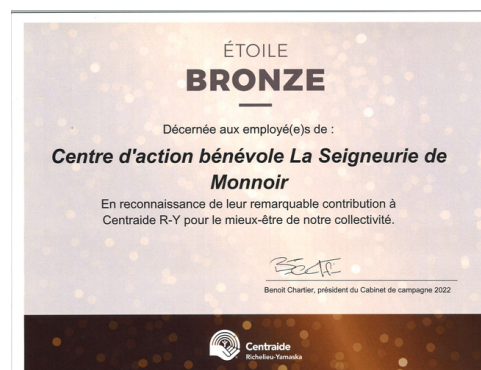 ÉTOILE
BRONZE
Décernée aux employé(e)s de :
Centre d'action bénévole La Seigneurie de
Monnoir
En reconnaissance de leur remarquable contribution à
Centraide R-Y pour le mieux-être de notre collectivité.
Benoit Chartier, président du Cabinet de campagne 2022
Centraide
Richelieu-Yamaska